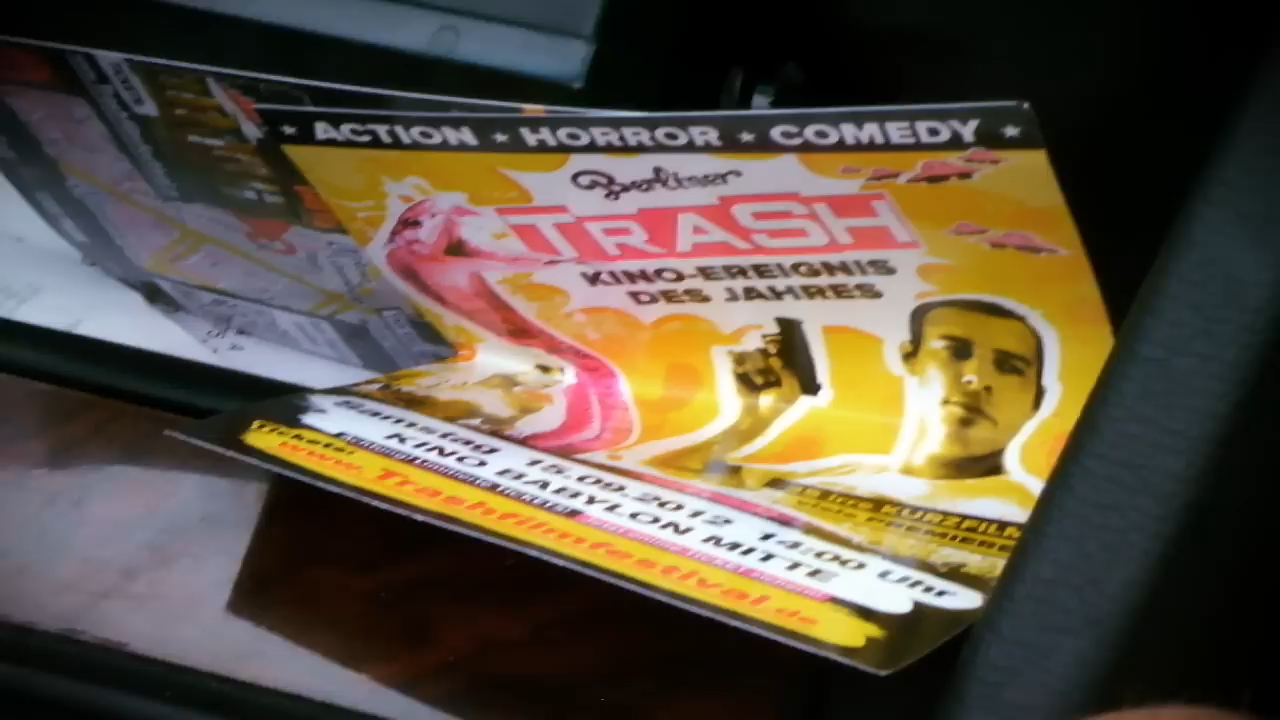 ★ ACTION ★ HORROR ★ COMEDY ★
Berliner
TRASH
KINO-EREIGNIS
DES JAHRES
KURZFILM
PREMIERE
Samstag 15.09.2012 14:00 Uhr
KINO BABYLON MITTE
Tickets!
www.Trashfilmfestival.de